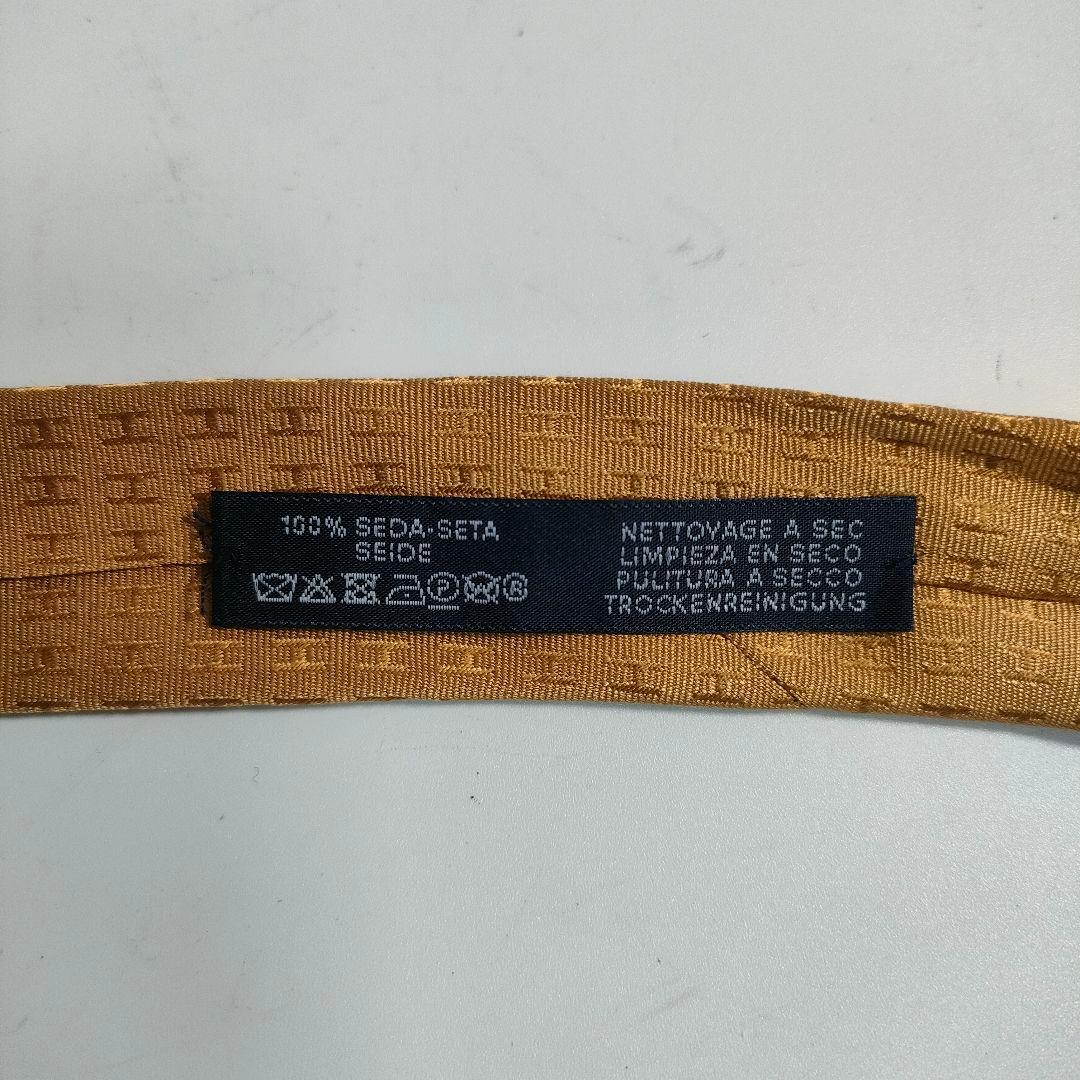 100% SEDA-SETA
SEIDE
NETTOYAGE A SEC
LIMPIEZA EN SECO
PULITURA A SECCO
TROCKENREINIGUNG